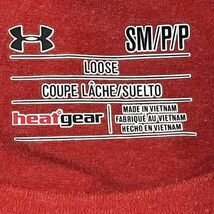 SM/P/P
LOOSE
COUPE LÂCHE/SUELTO
heatgear
MADE IN VIETNAM
FABRIQUÉ AU VIETNAM
HECHO EN VIETNAM